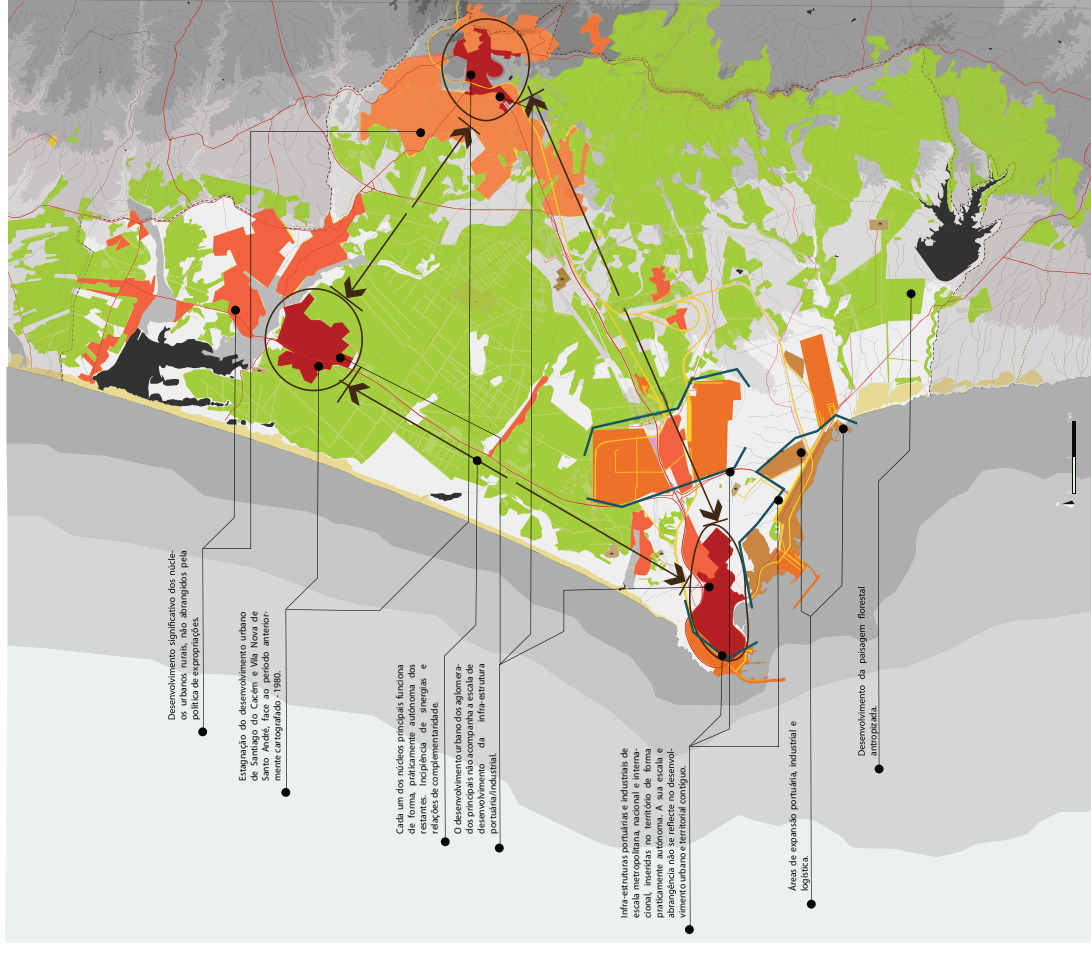 Desenvolvimento significativo dos núcle-
os urbanos rurais, não abrangidos pela
política de expropriações.
Estagnação do desenvolvimento urbano
de Santiago do Cacém e Vila Nova de
Santo André, face ao período anterior-
mente cartografado - 1980.
Cada um dos núcleos principais funciona
de forma, práticamente autónoma dos
restantes. Incipiência de sinergias e
relações de complementaridade.
O desenvolvimento urbano dos aglomera-
dos principais não acompanha a escala de
desenvolvimento da infra-estrutura
portuária/industrial.
Infra-estruturas portuárias e industriais de
escala metropolitana, nacional e interna-
cional, inseridas no território de forma
praticamente autónoma. A sua escala e
abrangência não se reflecte no desenvol-
vimento urbano e territorial contíguo.
Áreas de expansão portuária, industrial e
logística.
Desenvolvimento da paisagem florestal
antropizada.